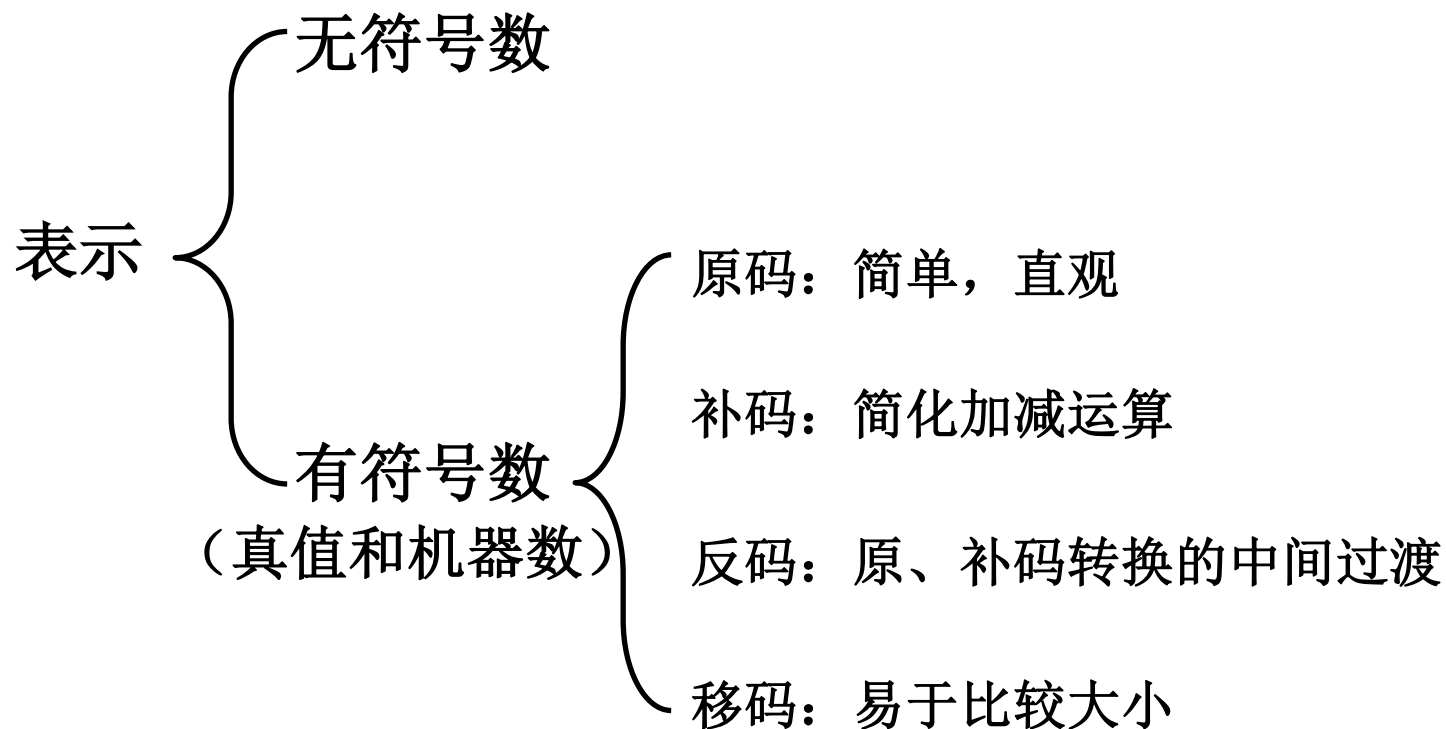 无符号数
表示
原码：简单，直观
补码：简化加减运算
有符号数
（真值和机器数）
反码：原、补码转换的中间过渡
移码：易于比较大小